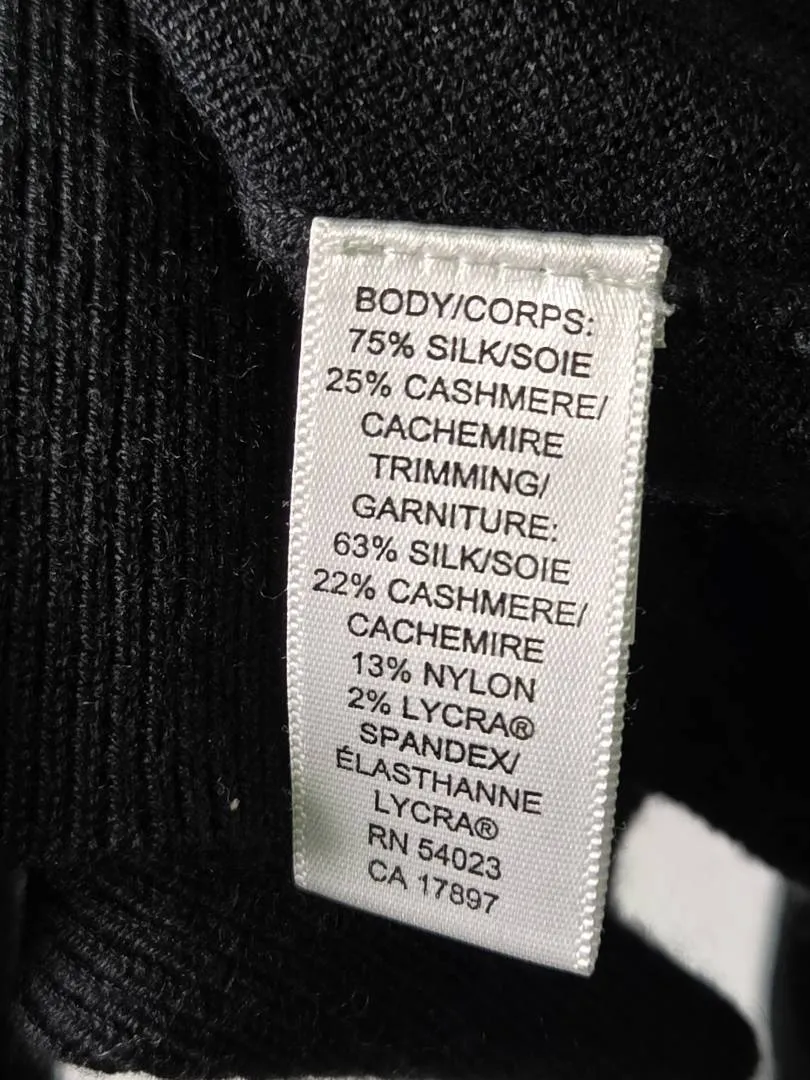 BODY/CORPS:
75% SILK/SOIE
25% CASHMERE/
CACHEMIRE
TRIMMING/
GARNITURE:
63% SILK/SOIE
22% CASHMERE/
CACHEMIRE
13% NYLON
2% LYCRA®
SPANDEX/
ÉLASTHANNE
LYCRA®
RN 54023
CA 17897